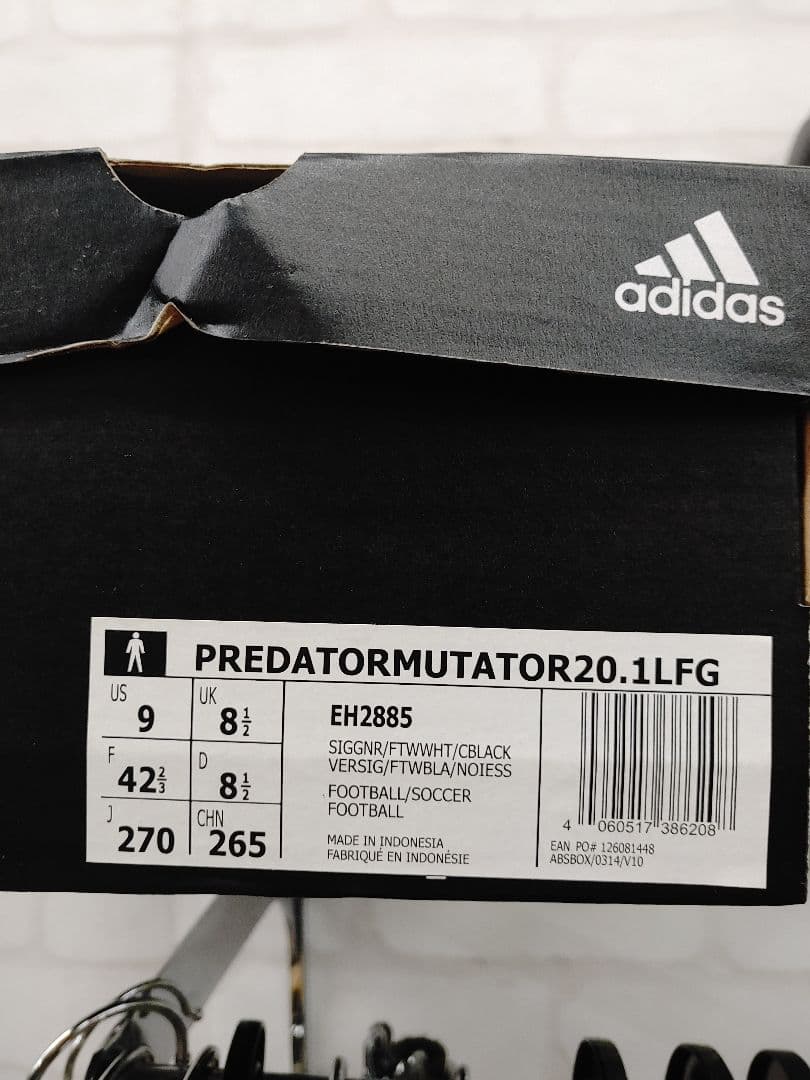 adidas
PREDATORMUTATOR20.1LFG
US
9
UK
8½
F
42⅔
D
8½
J
270
CHN
265
EH2885
SIGGNR/FTWWHT/CBLACK
VERSIG/FTWBLA/NOIESS
FOOTBALL/SOCCER
FOOTBALL
MADE IN INDONESIA
FABRIQUÉ EN INDONÉSIE
4 060517 386208
EAN PO# 126081448
ABSBOX/0314/V10